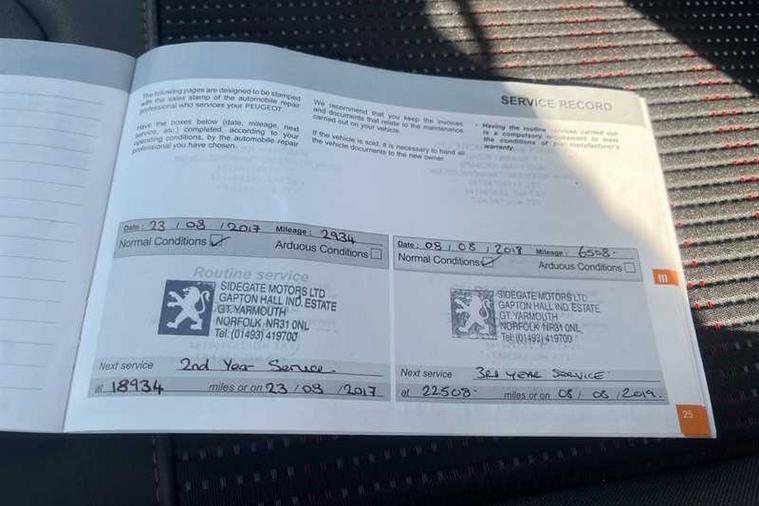 SERVICE RECORD
The following pages are designed to be stamped
with the sales stamp of the automobile repair
professional who services your PEUGEOT.
Have the boxes below (date, mileage, next
service, etc.) completed, according to your
operating conditions, by the automobile repair
professional you have chosen.
We recommend that you keep the invoices
and documents that relate to the maintenance
carried out on your vehicle.
If the vehicle is sold, it is necessary to hand all
the vehicle documents to the new owner.
• Having the routine services carried out
is a compulsory requirement to meet
the conditions of the manufacturer's
warranty.
Date: 23 / 08 / 2017 Mileage: 2934
Normal Conditions Arduous Conditions
Routine service
SIDEGATE MOTORS LTD
GAPTON HALL IND. ESTATE
GT. YARMOUTH
NORFOLK NR31 0NL
Tel: (01493) 419700
Next service 2nd Year Service.
at 18934 miles or on 23 / 08 / 2017
Date: 08 / 08 / 2018 Mileage: 6508.
Normal Conditions Arduous Conditions
SIDEGATE MOTORS LTD
GAPTON HALL IND. ESTATE
GT. YARMOUTH
NORFOLK NR31 0NL
Tel: (01493) 419700
Next service 3rd YEAR SERVICE.
at 22508. miles or on 08 / 08 / 2019.
III
25